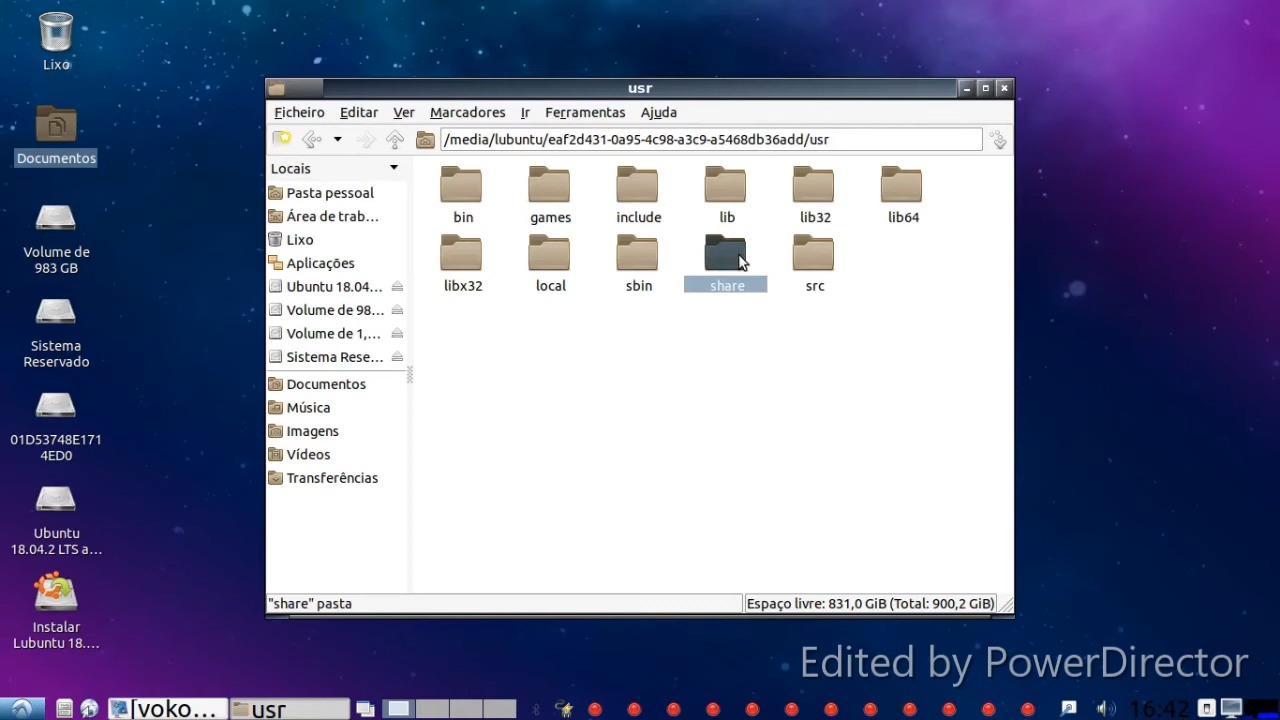 Lixo
Documentos
Volume de
983 GB
Sistema
Reservado
01D53748E171
4ED0
Ubuntu
18.04.2 LTS a...
Instalar
Lubuntu 18....
usr
Ficheiro Editar Ver Marcadores Ir Ferramentas Ajuda
/media/lubuntu/eaf2d431-0a95-4c98-a3c9-a5468db36add/usr
Locais
Pasta pessoal
Área de trab...
Lixo
Aplicações
Ubuntu 18.04...
Volume de 98...
Volume de 1,...
Sistema Rese...
Documentos
Música
Imagens
Vídeos
Transferências
bin games include lib lib32 lib64
libx32 local sbin share src
"share" pasta
Espaço livre: 831,0 GiB (Total: 900,2 GiB)
Edited by PowerDirector
[voko...
usr
16:42